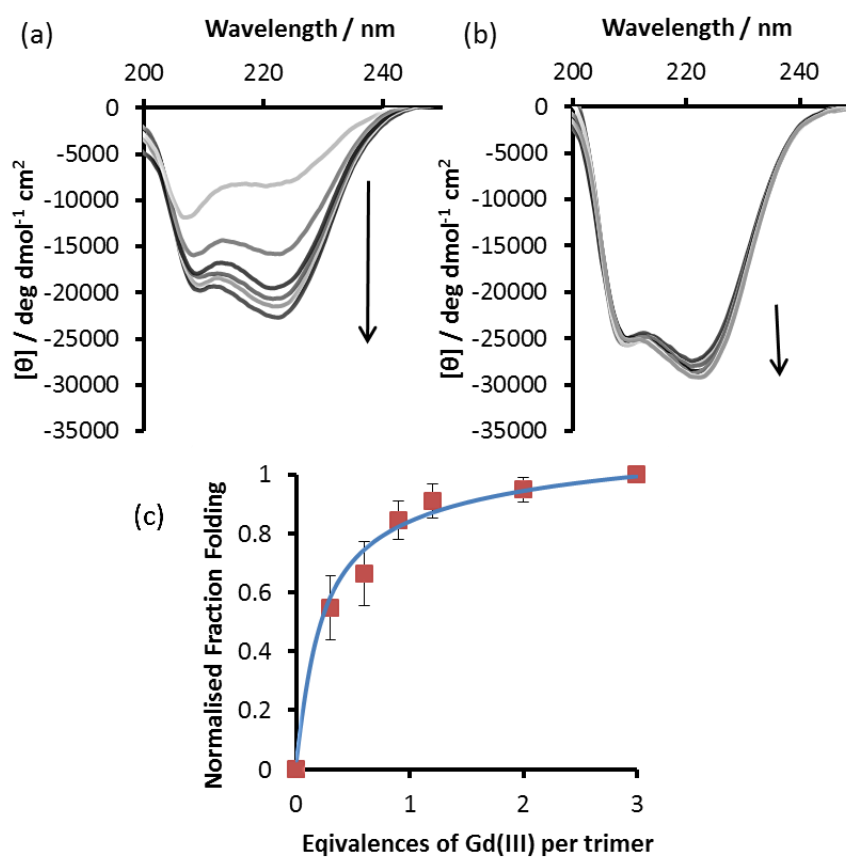 (a)
Wavelength / nm
200 220 240
0
-5000
-10000
-15000
-20000
-25000
-30000
-35000
[θ] / deg dmol-1 cm2
(b)
Wavelength / nm
200 220 240
0
-5000
-10000
-15000
-20000
-25000
-30000
-35000
[θ] / deg dmol-1 cm2
(c)
Normalised Fraction Folding
1
0.8
0.6
0.4
0.2
0
0 1 2 3
Eqivalences of Gd(III) per trimer